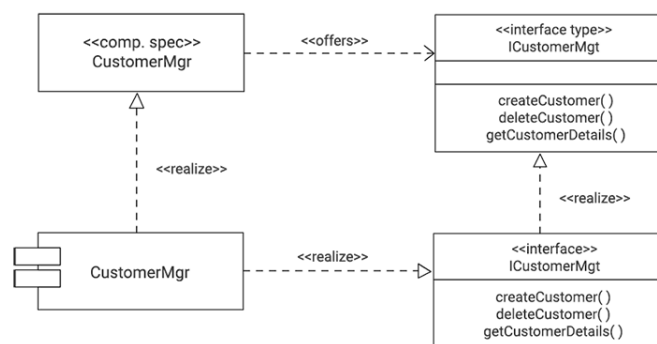 <<comp. spec>>
CustomerMgr
<<offers>>
<<interface type>>
ICustomerMgt
createCustomer( )
deleteCustomer( )
getCustomerDetails( )
<<realize>>
<<realize>>
CustomerMgr
<<realize>>
<<interface>>
ICustomerMgt
createCustomer( )
deleteCustomer( )
getCustomerDetails( )